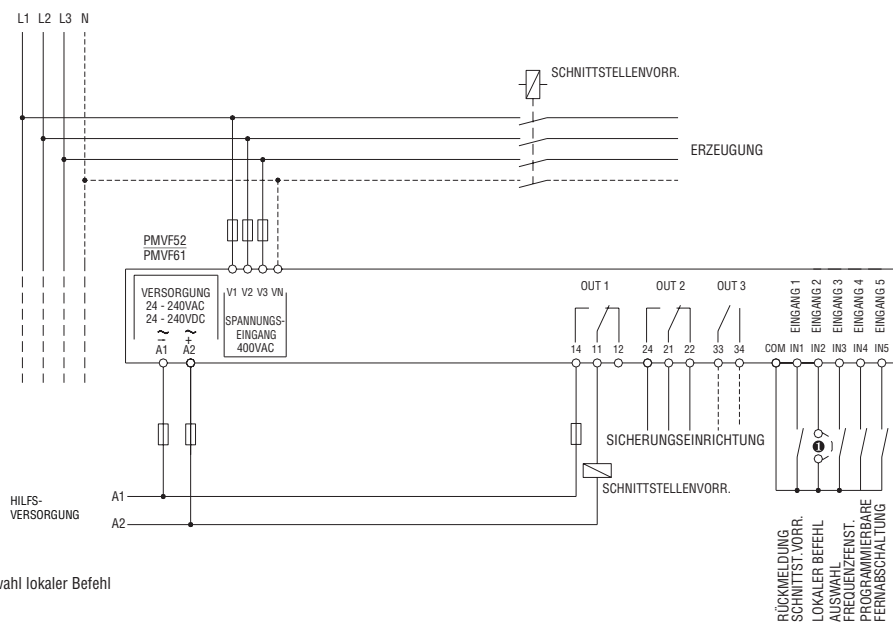 L1 L2 L3 N
SCHNITTSTELLENVORR.
ERZEUGUNG
PMVF52
PMVF61
VERSORGUNG
24 - 240VAC
24 - 240VDC
~ ~
− +
A1 A2
V1 V2 V3 VN
SPANNUNGS-
EINGANG
400VAC
OUT 1
OUT 2
OUT 3
EINGANG 1
EINGANG 2
EINGANG 3
EINGANG 4
EINGANG 5
14 11 12
24 21 22
33 34
COM IN1 IN2 IN3 IN4 IN5
SICHERUNGSEINRICHTUNG
1
SCHNITTSTELLENVORR.
HILFS-
VERSORGUNG
A1
A2
RÜCKMELDUNG
SCHNITTST.VORR.
LOKALER BEFEHL
AUSWAHL
FREQUENZFENST.
PROGRAMMIERBARE
FERNABSCHALTUNG
wahl lokaler Befehl